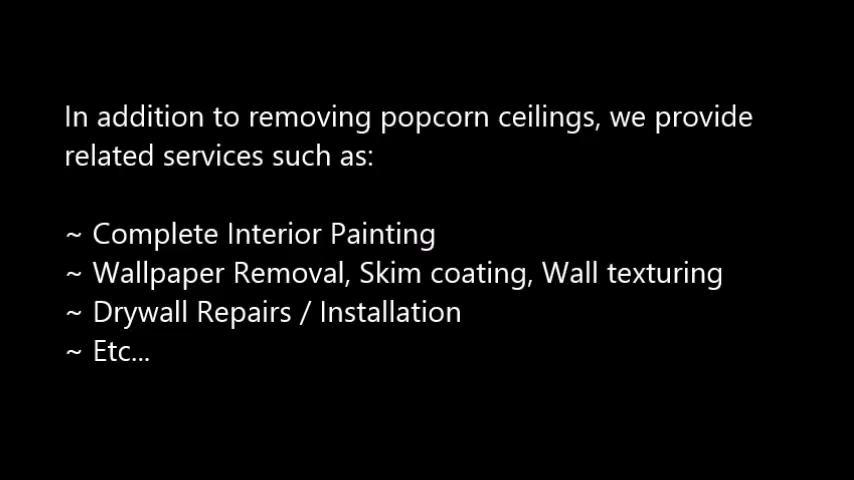 In addition to removing popcorn ceilings, we provide
related services such as:
~ Complete Interior Painting
~ Wallpaper Removal, Skim coating, Wall texturing
~ Drywall Repairs / Installation
~ Etc...